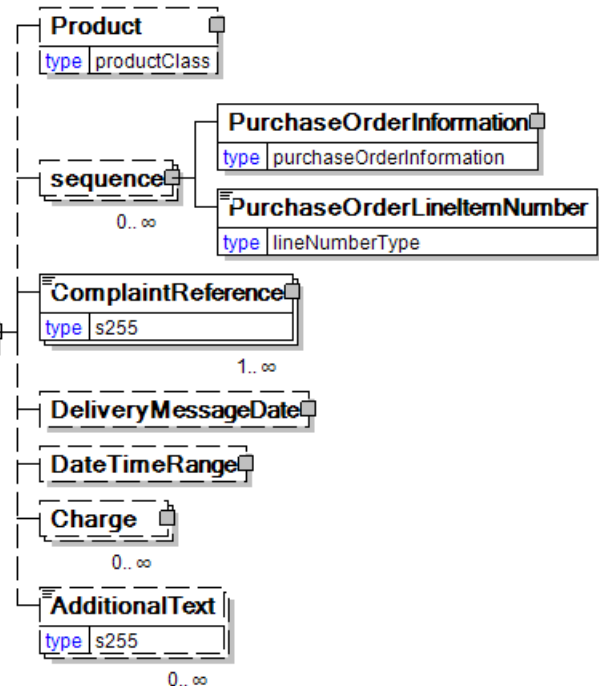 Product
type productClass
PurchaseOrderInformation
type purchaseOrderInformation
sequence
0.. ∞
PurchaseOrderLineItemNumber
type lineNumberType
ComplaintReference
type s255
1.. ∞
DeliveryMessageDate
DateTimeRange
Charge
0.. ∞
AdditionalText
type s255
0.. ∞